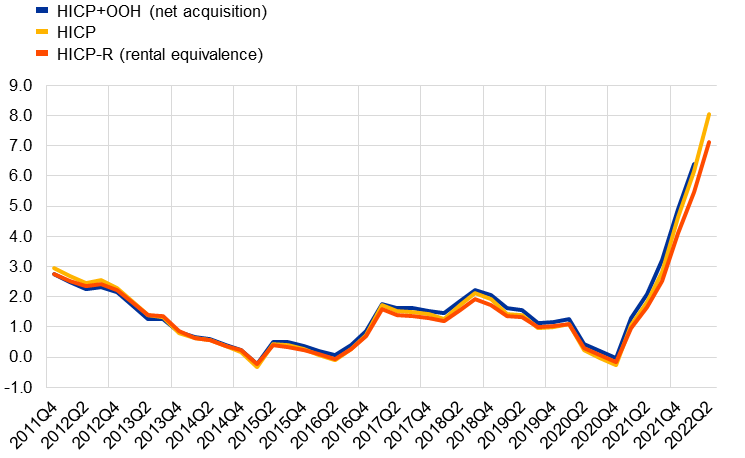 HICP+OOH (net acquisition)
HICP
HICP-R (rental equivalence)
9.0
8.0
7.0
6.0
5.0
4.0
3.0
2.0
1.0
0.0
-1.0
2011Q4
2012Q2
2012Q4
2013Q2
2013Q4
2014Q2
2014Q4
2015Q2
2015Q4
2016Q2
2016Q4
2017Q2
2017Q4
2018Q2
2018Q4
2019Q2
2019Q4
2020Q2
2020Q4
2021Q2
2021Q4
2022Q2